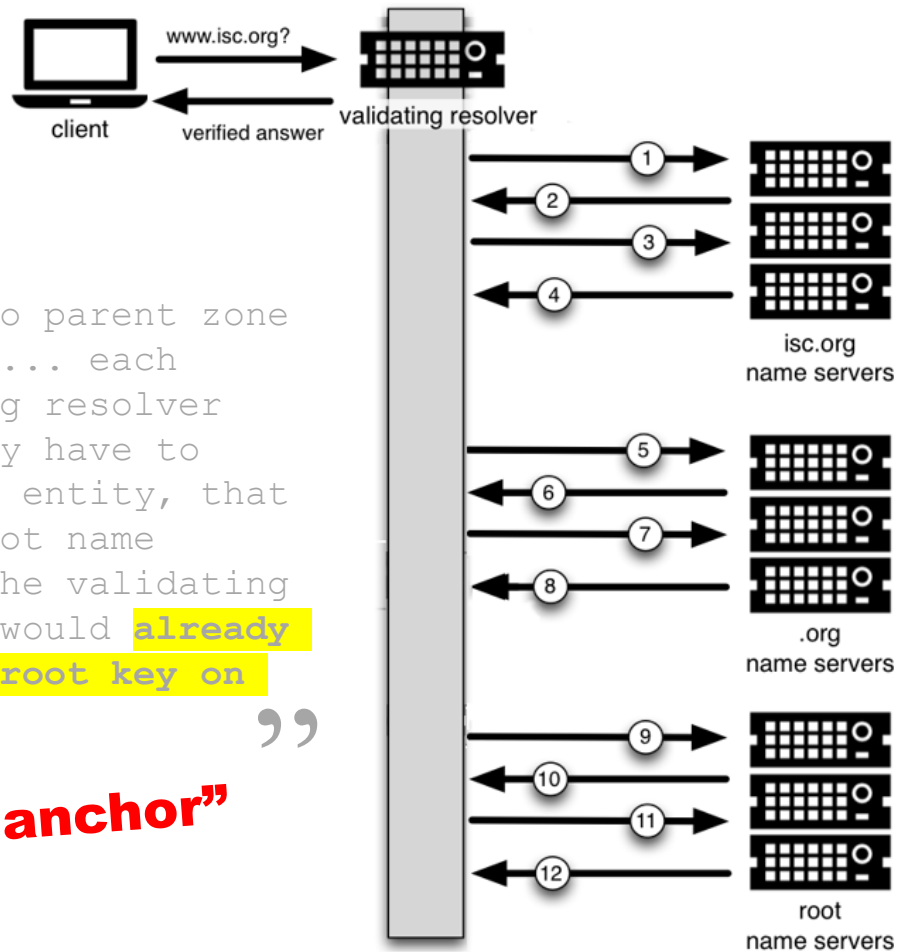 www.isc.org?
client
verified answer
validating resolver
1
2
3
4
isc.org
name servers
o parent zone
... each
g resolver
y have to
entity, that
ot name
he validating
would already
root key on
”
anchor”
5
6
7
8
.org
name servers
9
10
11
12
root
name servers